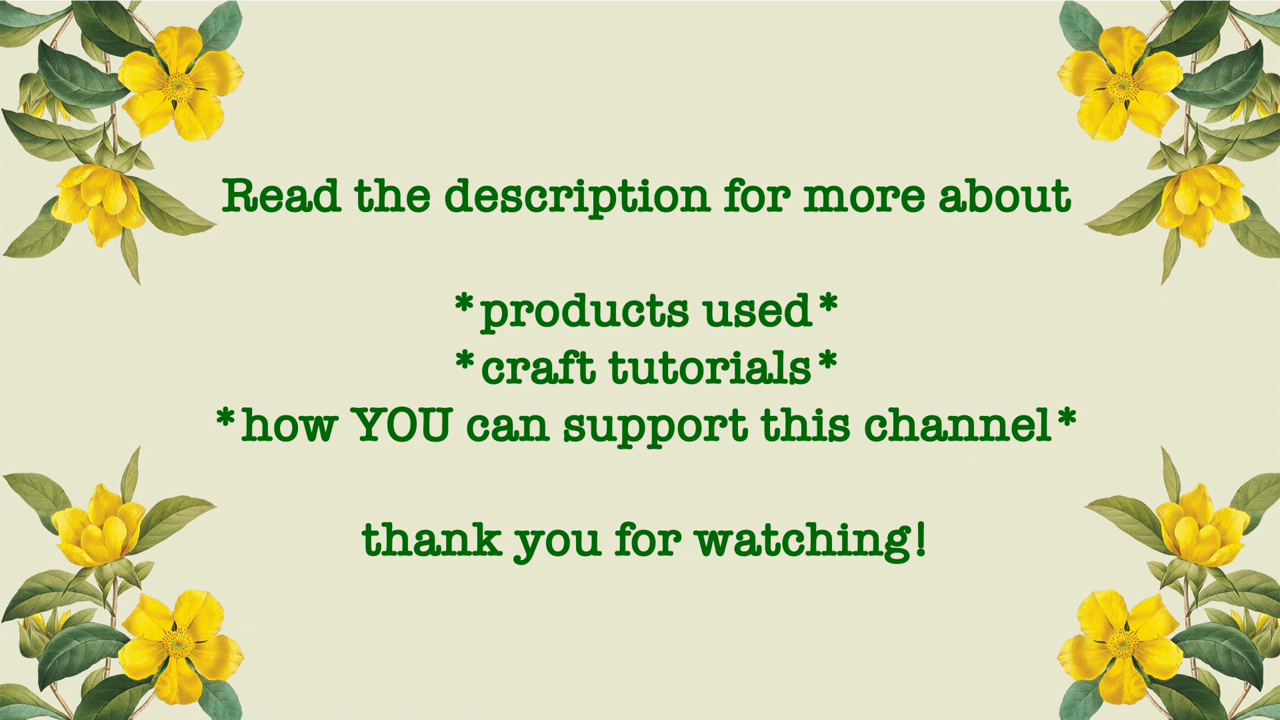 Read the description for more about
*products used*
*craft tutorials*
*how YOU can support this channel*
thank you for watching!